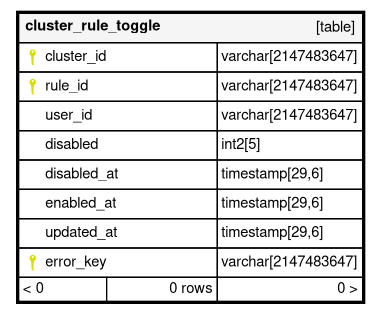 cluster_rule_toggle [table]
cluster_id varchar[2147483647]
rule_id varchar[2147483647]
user_id varchar[2147483647]
disabled int2[5]
disabled_at timestamp[29,6]
enabled_at timestamp[29,6]
updated_at timestamp[29,6]
error_key varchar[2147483647]
< 0 0 rows 0 >